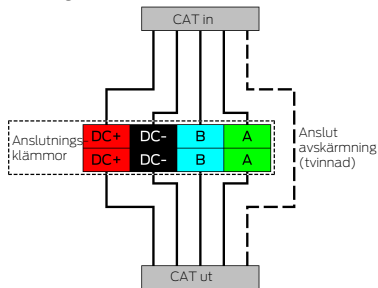 CAT in
Anslutnings
klämmor
DC+ DC- B A
DC+ DC- B A
Anslut
avskärmning
(tvinnad)
CAT ut